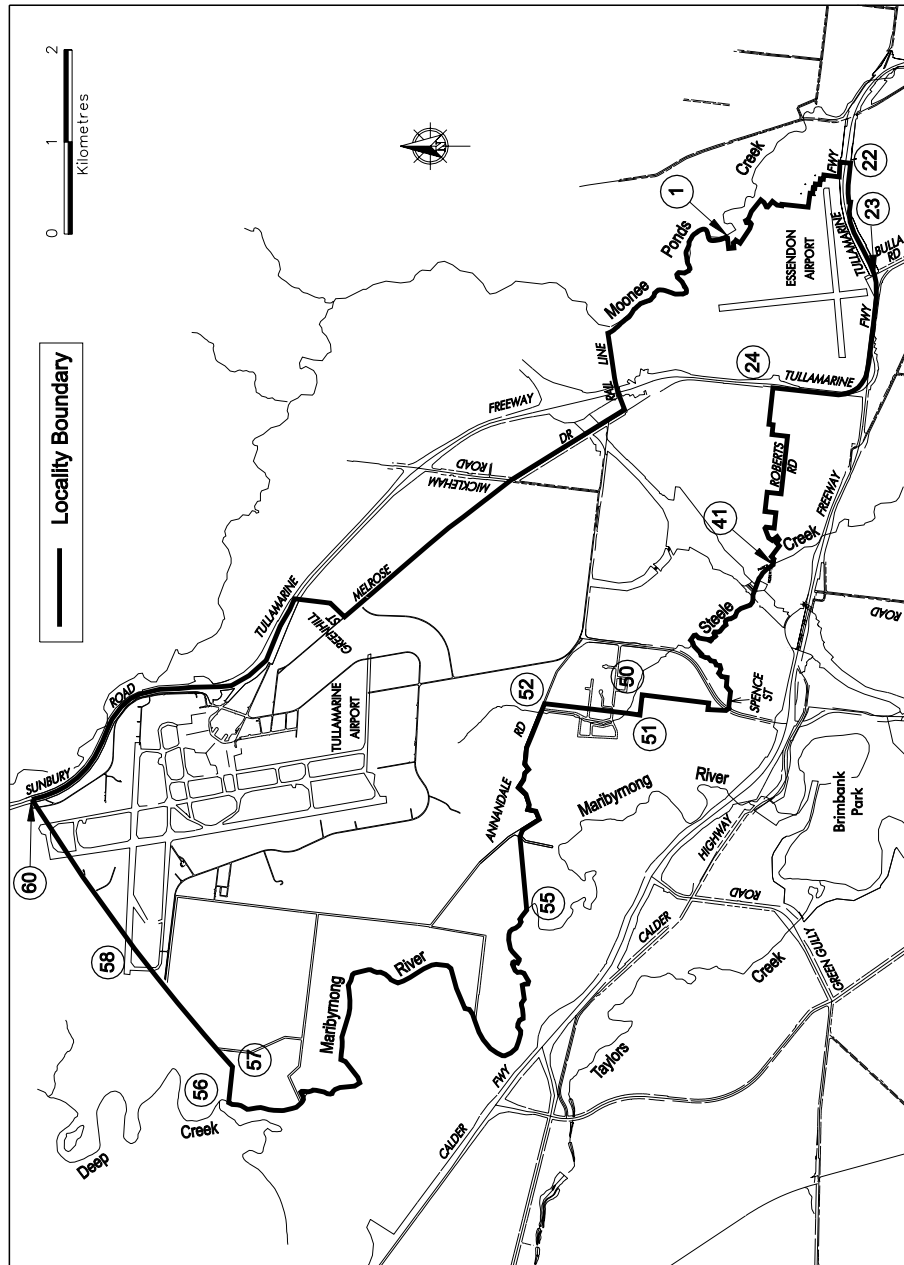 Locality Boundary
0
1
2
Kilometres
N
60
SUNBURY
ROAD
TULLAMARINE
FREEWAY
TULLAMARINE
AIRPORT
GREENHILL
ST
MELROSE
DR
MICKLEHAM
ROAD
RAIL
LINE
Moonee
Ponds
Creek
1
58
57
56
Deep
Creek
Maribyrnong
River
55
ANNANDALE
RD
52
50
51
SPENCE
ST
Steele
Creek
41
ROBERTS
RD
24
TULLAMARINE
FWY
ESSENDON
AIRPORT
TULLAMARINE
FWY
22
23
BULLA
RD
FREEWAY
ROAD
Maribyrnong
River
Brimbank
Park
CALDER
HIGHWAY
CALDER
FWY
ROAD
GREEN GULLY
Taylors
Creek